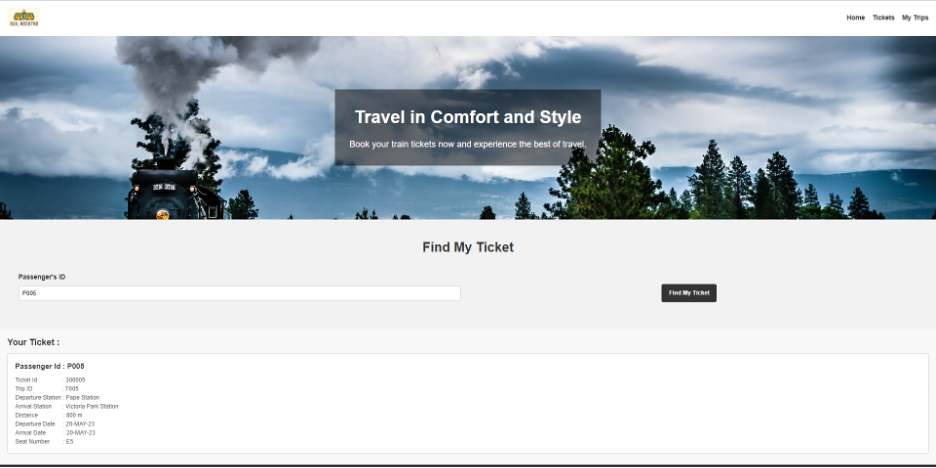 RAIL BOOKING
Home Tickets My Trips
Travel in Comfort and Style
Book your train tickets now and experience the best of travel.
Find My Ticket
Passenger's ID
P005
Find My Ticket
Your Ticket :
Passenger Id : P005
Ticket Id : 300005
Trip ID : T005
Departure Station : Pape Station
Arrival Station : Victoria Park Station
Distance : 800 m
Departure Date : 20-MAY-23
Arrival Date : 20-MAY-23
Seat Number : E5